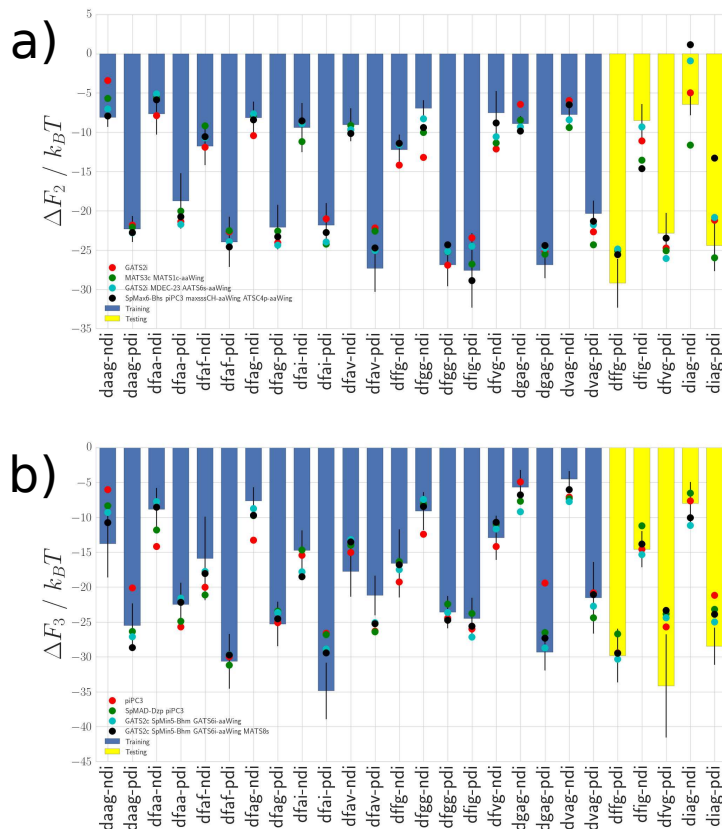 a)
5
0
−5
−10
−15
−20
−25
−30
−35
ΔF₂ / k_BT
GATS2i
MATS3c MATS1c-aaWing
GATS2i MDEC-23 AATS6s-aaWing
SpMax6-Bhs piPC3 maxsssCH-aaWing ATSC4p-aaWing
Training
Testing
daag-ndi daag-pdi dfaa-ndi dfaa-pdi dfaf-ndi dfaf-pdi dfag-ndi dfag-pdi dfai-ndi dfai-pdi dfav-ndi dfav-pdi dffg-ndi dfgg-ndi dfgg-pdi dfig-pdi dfvg-ndi dgag-ndi dgag-pdi dvag-ndi dvag-pdi dffg-pdi dfig-ndi dfvg-pdi diag-ndi diag-pdi
b)
0
−5
−10
−15
−20
−25
−30
−35
−40
−45
ΔF₃ / k_BT
piPC3
SpMAD-Dzp piPC3
GATS2c SpMin5-Bhm GATS6i-aaWing
GATS2c SpMin5-Bhm GATS6i-aaWing MATS8s
Training
Testing
daag-ndi daag-pdi dfaa-ndi dfaa-pdi dfaf-ndi dfaf-pdi dfag-ndi dfag-pdi dfai-ndi dfai-pdi dfav-ndi dfav-pdi dffg-ndi dfgg-ndi dfgg-pdi dfig-pdi dfvg-ndi dgag-ndi dgag-pdi dvag-ndi dvag-pdi dffg-pdi dfig-ndi dfvg-pdi diag-ndi diag-pdi